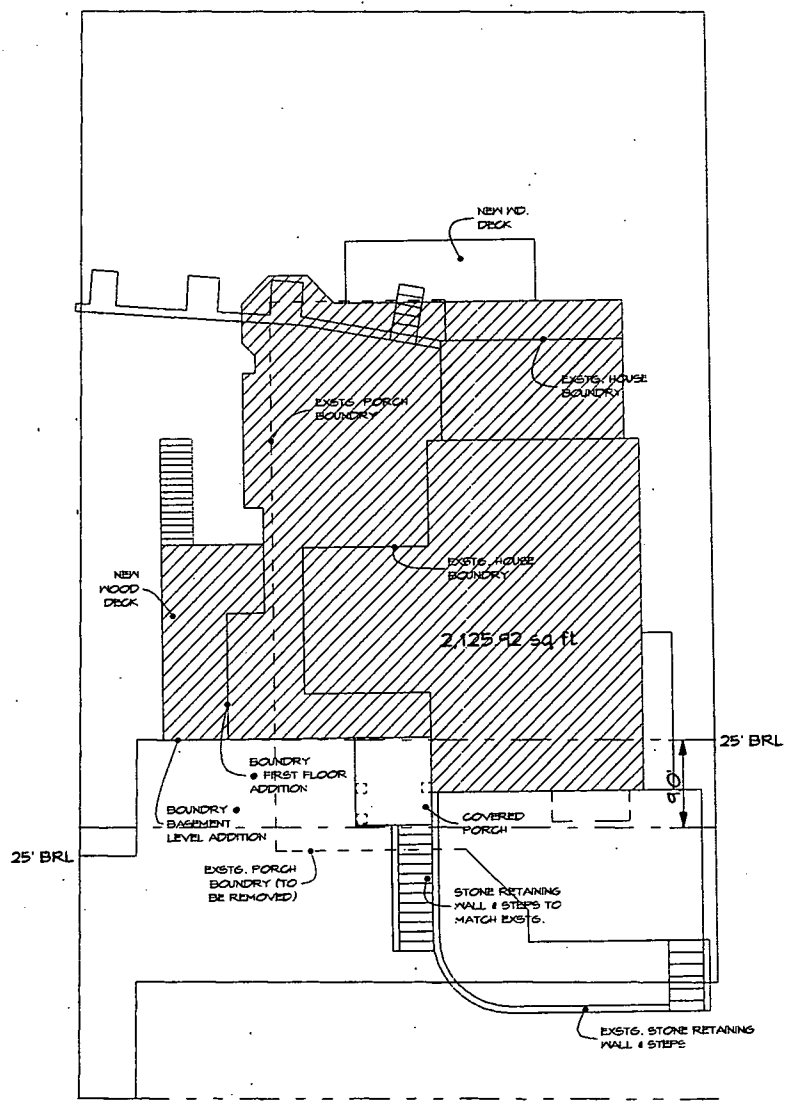 NEW WD.
DECK
EXSTG. HOUSE
BOUNDRY
EXSTG. PORCH
BOUNDRY
EXSTG. HOUSE
BOUNDRY
NEW
WOOD
DECK
2,125.92 sq ft
25' BRL
BOUNDRY
FIRST FLOOR
ADDITION
9.0'
BOUNDRY
BASEMENT
LEVEL ADDITION
COVERED
PORCH
25' BRL
EXSTG. PORCH
BOUNDRY (TO
BE REMOVED)
STONE RETAINING
WALL & STEPS TO
MATCH EXSTG.
EXSTG. STONE RETAINING
WALL & STEPS